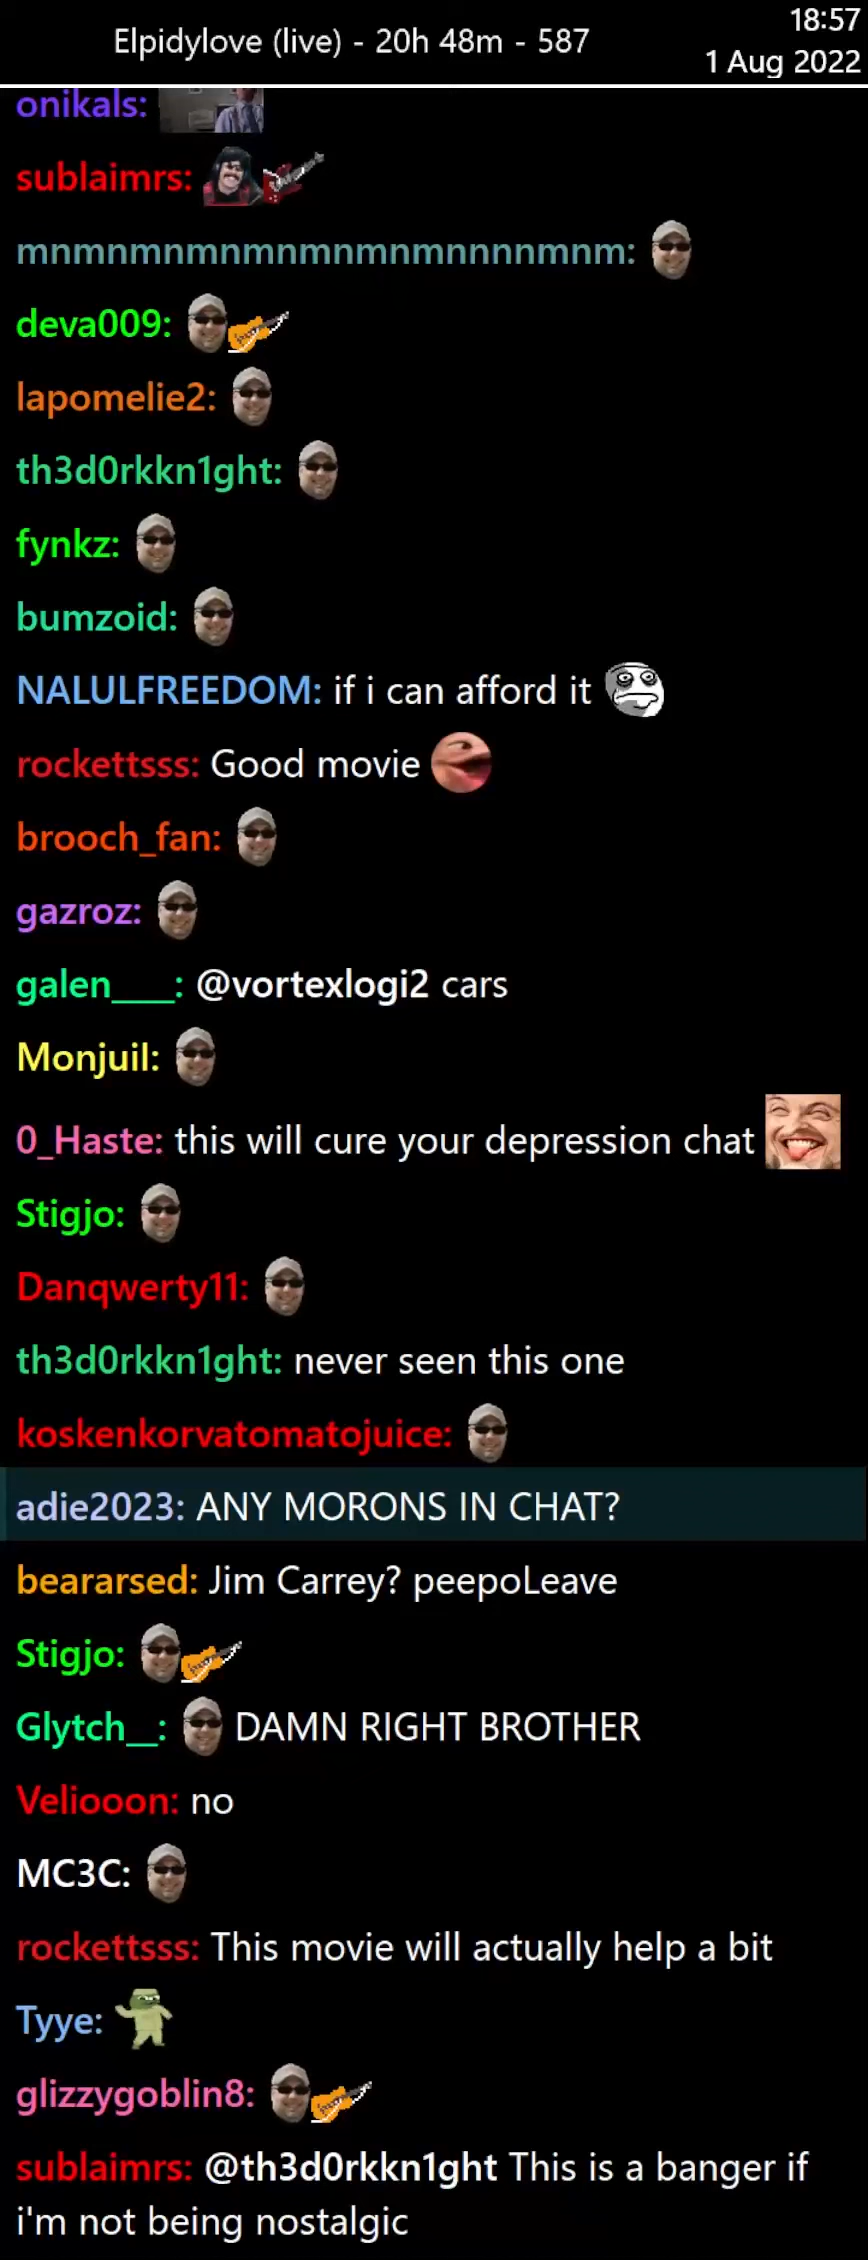 Elpidylove (live) - 20h 48m - 587
18:57
1 Aug 2022
onikals:
sublaimrs:
mnmnmnmnmnmnmnmnmnnnnmnm:
deva009:
lapomelie2:
th3d0rkkn1ght:
fynkz:
bumzoid:
NALULFREEDOM: if i can afford it
rockettsss: Good movie
brooch_fan:
gazroz:
galen____: @vortexlogi2 cars
Monjuil:
0_Haste: this will cure your depression chat
Stigjo:
Danqwerty11:
th3d0rkkn1ght: never seen this one
koskenkorvatomatojuice:
adie2023: ANY MORONS IN CHAT?
beararsed: Jim Carrey? peepoLeave
Stigjo:
Glytch__: DAMN RIGHT BROTHER
Veliooon: no
MC3C:
rockettsss: This movie will actually help a bit
Tyye:
glizzygoblin8:
sublaimrs: @th3d0rkkn1ght This is a banger if
i'm not being nostalgic